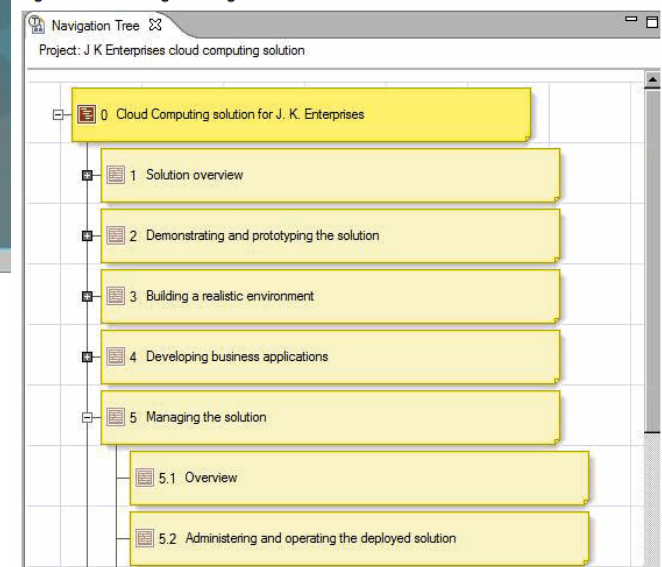 Navigation Tree
Project: J K Enterprises cloud computing solution
0 Cloud Computing solution for J. K. Enterprises
1 Solution overview
2 Demonstrating and prototyping the solution
3 Building a realistic environment
4 Developing business applications
5 Managing the solution
5.1 Overview
5.2 Administering and operating the deployed solution